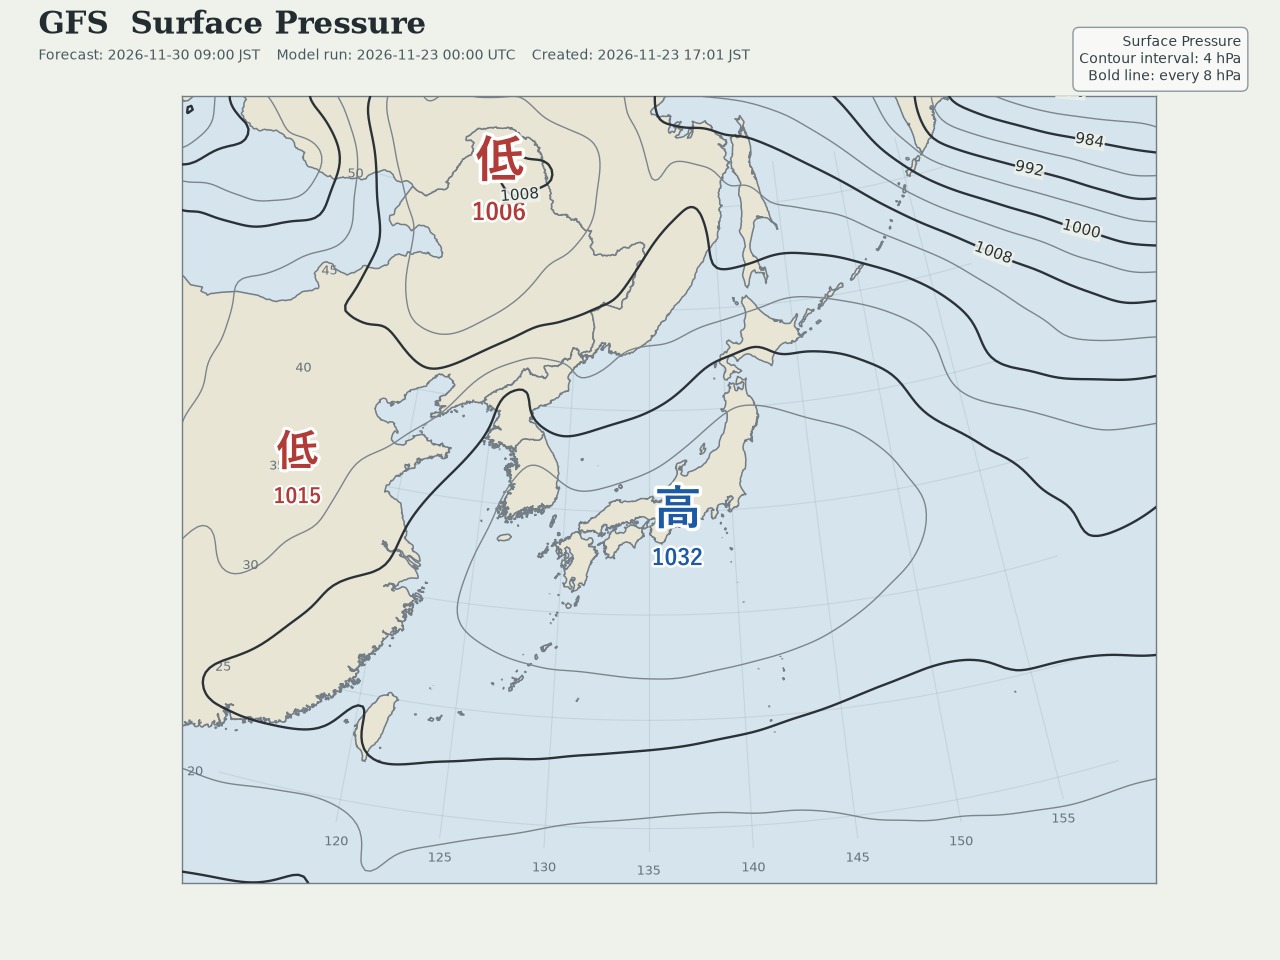 GFS  Surface Pressure
Forecast: 2026-11-30 09:00 JST    Model run: 2026-11-23 00:00 UTC    Created: 2026-11-23 17:01 JST
Surface Pressure
Contour interval: 4 hPa
Bold line: every 8 hPa
984
低
992
50
1008
1006
1000
1008
45
40
低
35
1015
高
1032
30
25
20
155
120
150
125
145
130
140
135